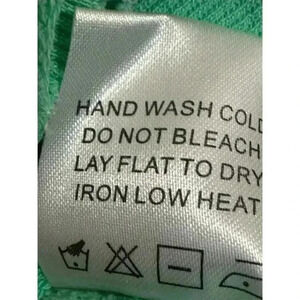 HAND WASH COLD
DO NOT BLEACH
LAY FLAT TO DRY
IRON LOW HEAT